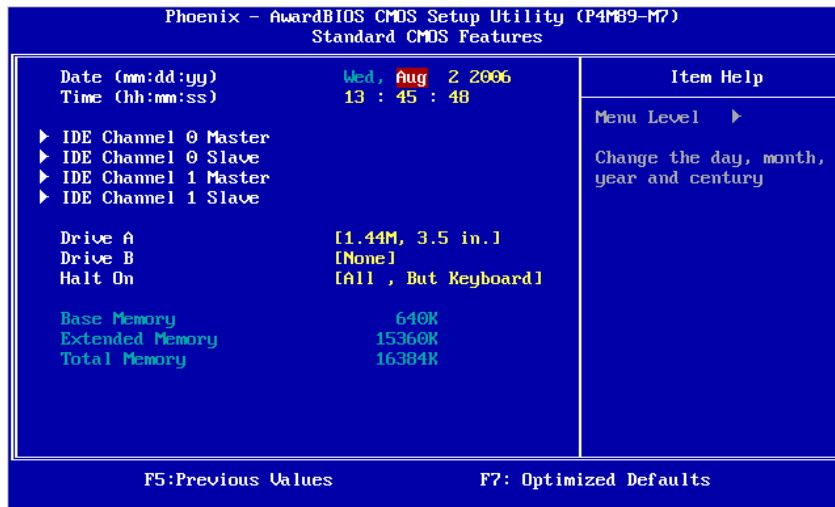 Phoenix - AwardBIOS CMOS Setup Utility (P4M89-M7)
Standard CMOS Features
Date (mm:dd:yy) Wed, Aug 2 2006
Time (hh:mm:ss) 13 : 45 : 48
IDE Channel 0 Master
IDE Channel 0 Slave
IDE Channel 1 Master
IDE Channel 1 Slave
Drive A [1.44M, 3.5 in.]
Drive B [None]
Halt On [All , But Keyboard]
Base Memory 640K
Extended Memory 15360K
Total Memory 16384K
Item Help
Menu Level
Change the day, month,
year and century
F5:Previous Values F7: Optimized Defaults